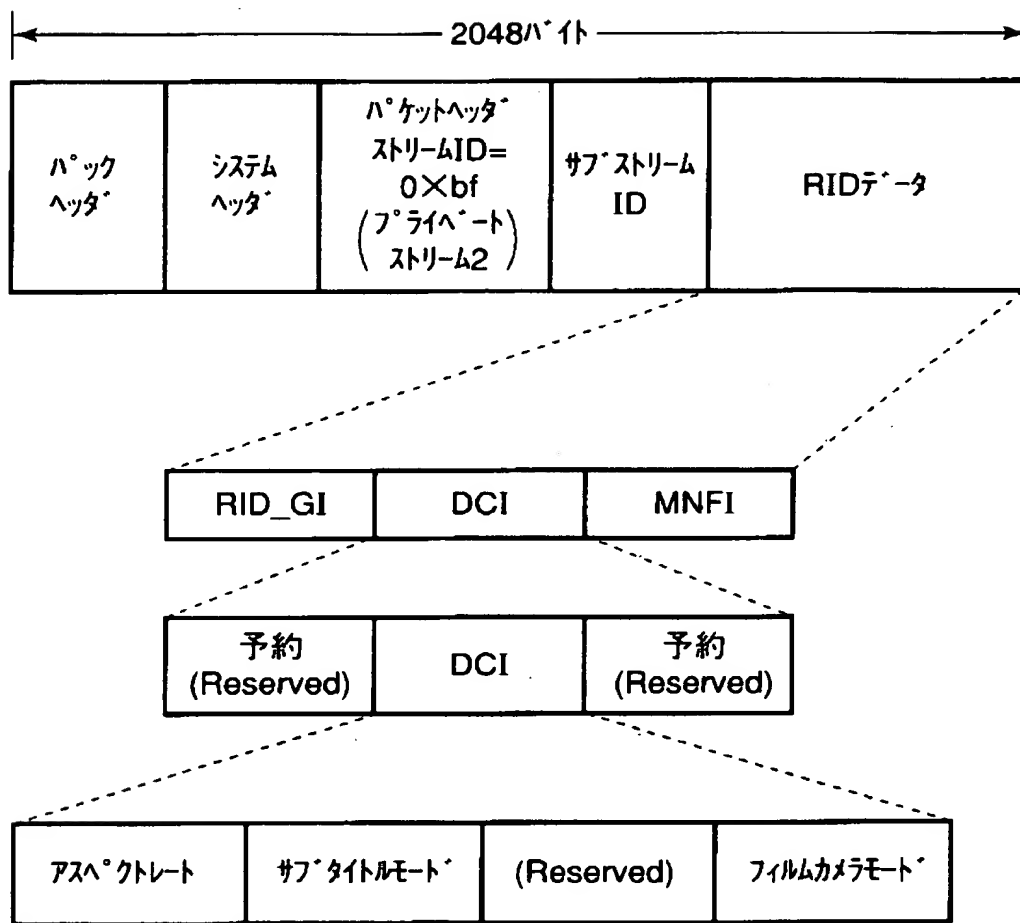 2048バイト
パック
ヘッダ
システム
ヘッダ
パケットヘッダ
ストリームID=
0×bf
(プライベート
ストリーム2)
サブストリーム
ID
RIDデータ
RID_GI
DCI
MNFI
予約
(Reserved)
DCI
予約
(Reserved)
アスペクトレート
サブタイトルモード
(Reserved)
フィルムカメラモード